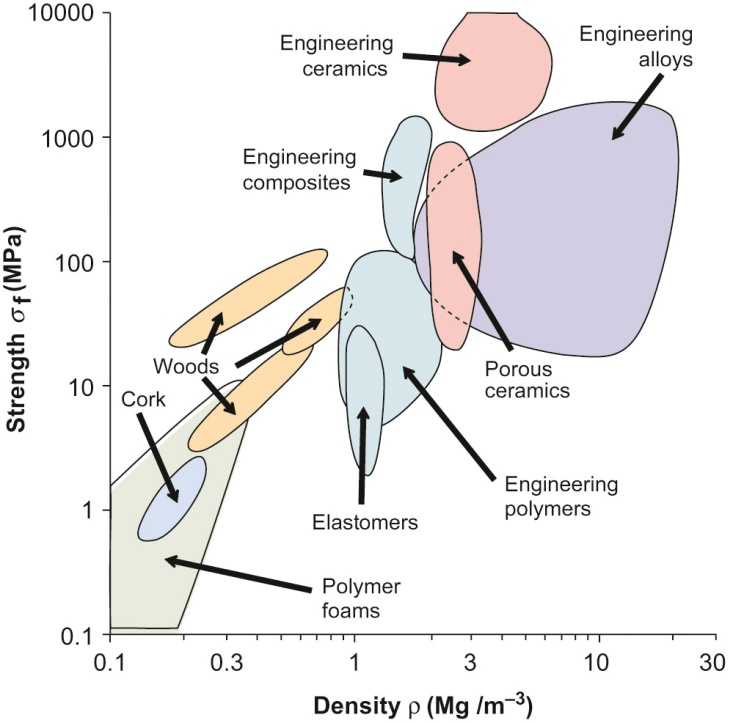 10000
1000
100
10
1
0.1
Strength σf (MPa)
Engineering
ceramics
Engineering
alloys
Engineering
composites
Woods
Cork
Porous
ceramics
Engineering
polymers
Elastomers
Polymer
foams
0.1 0.3 1 3 10 30
Density ρ (Mg /m–3)